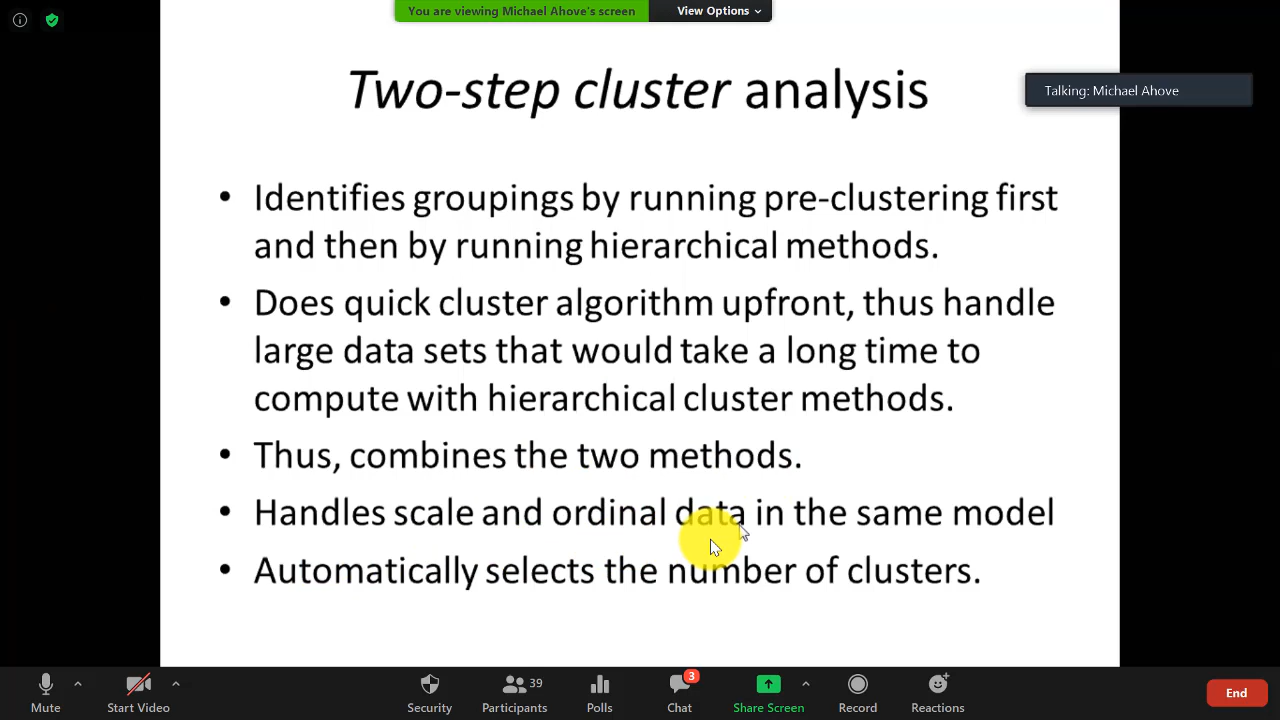 You are viewing Michael Ahove's screen
View Options
Two-step cluster analysis
Talking: Michael Ahove
• Identifies groupings by running pre-clustering first
and then by running hierarchical methods.
• Does quick cluster algorithm upfront, thus handle
large data sets that would take a long time to
compute with hierarchical cluster methods.
• Thus, combines the two methods.
• Handles scale and ordinal data in the same model
• Automatically selects the number of clusters.
Mute
Start Video
Security
39
Participants
Polls
3
Chat
Share Screen
Record
Reactions
End